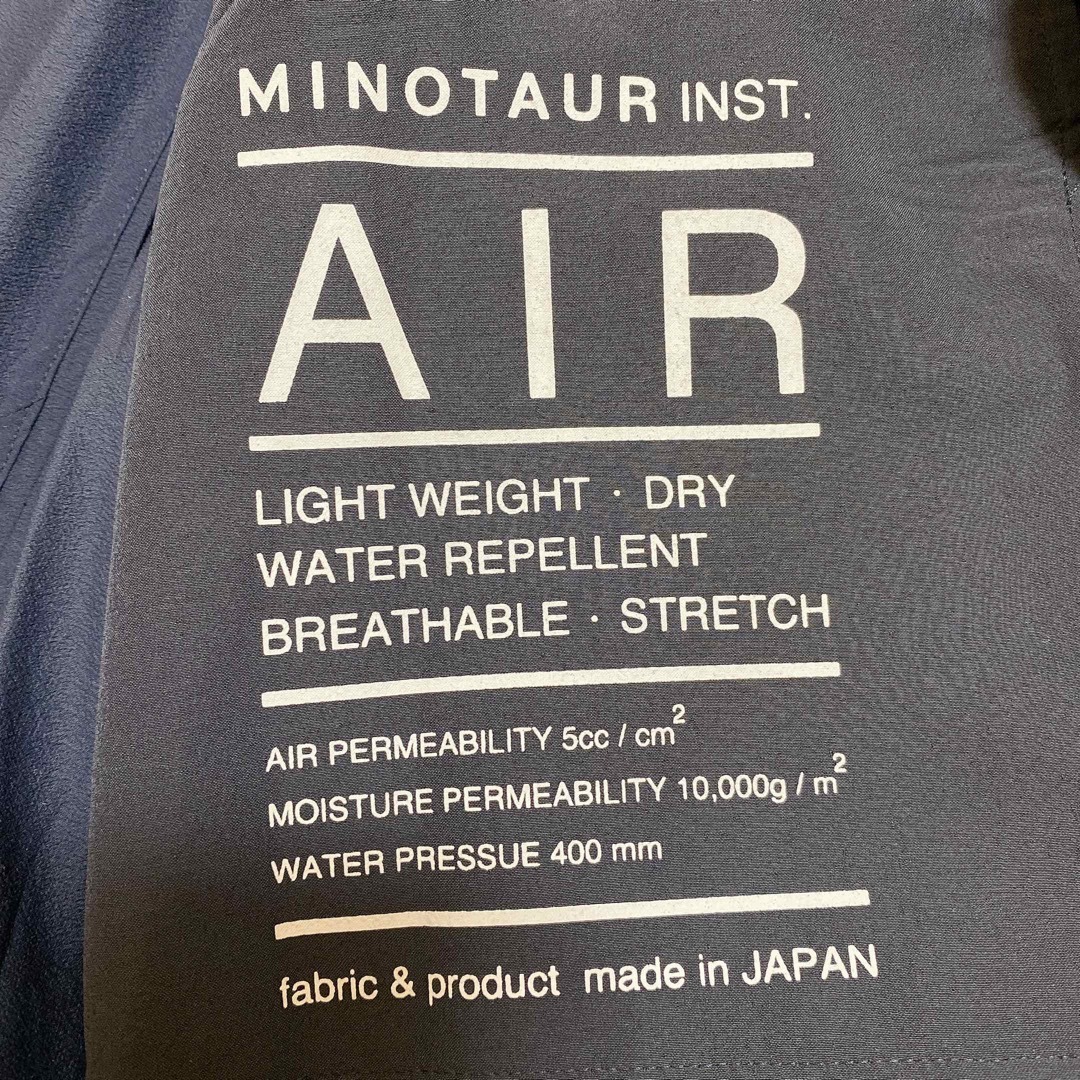 MINOTAUR INST.
AIR
LIGHT WEIGHT · DRY
WATER REPELLENT
BREATHABLE · STRETCH
AIR PERMEABILITY 5cc / cm²
MOISTURE PERMEABILITY 10,000g / m²
WATER PRESSUE 400 mm
fabric & product made in JAPAN